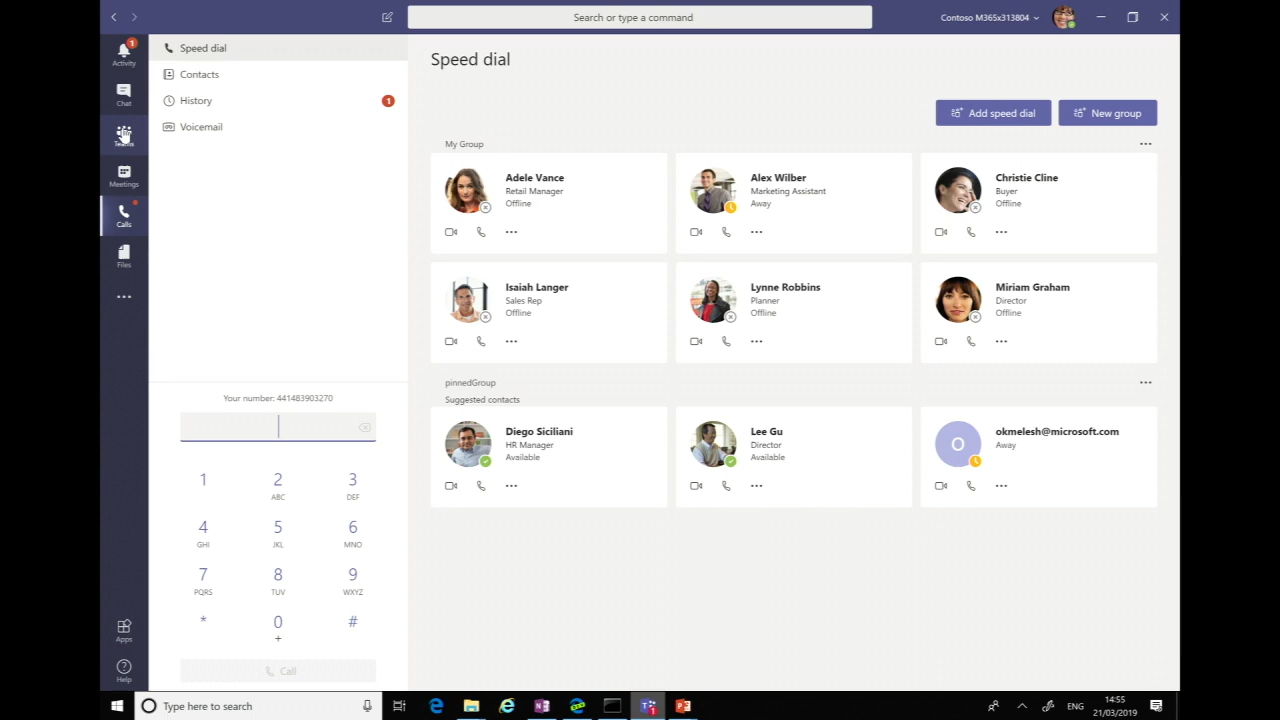 Search or type a command
Contoso M365x313804
1
Activity
Chat
Teams
Meetings
Calls
Files
Apps
Help
Speed dial
Contacts
History
1
Voicemail
Your number: 441483903270
1
2
ABC
3
DEF
4
GHI
5
JKL
6
MNO
7
PQRS
8
TUV
9
WXYZ
*
0
+
#
Call
Speed dial
Add speed dial
New group
My Group
Adele Vance
Retail Manager
Offline
Alex Wilber
Marketing Assistant
Away
Christie Cline
Buyer
Offline
Isaiah Langer
Sales Rep
Offline
Lynne Robbins
Planner
Offline
Miriam Graham
Director
Offline
pinnedGroup
Suggested contacts
Diego Siciliani
HR Manager
Available
Lee Gu
Director
Available
O
okmelesh@microsoft.com
Away
Type here to search
ENG
14:55
21/03/2019